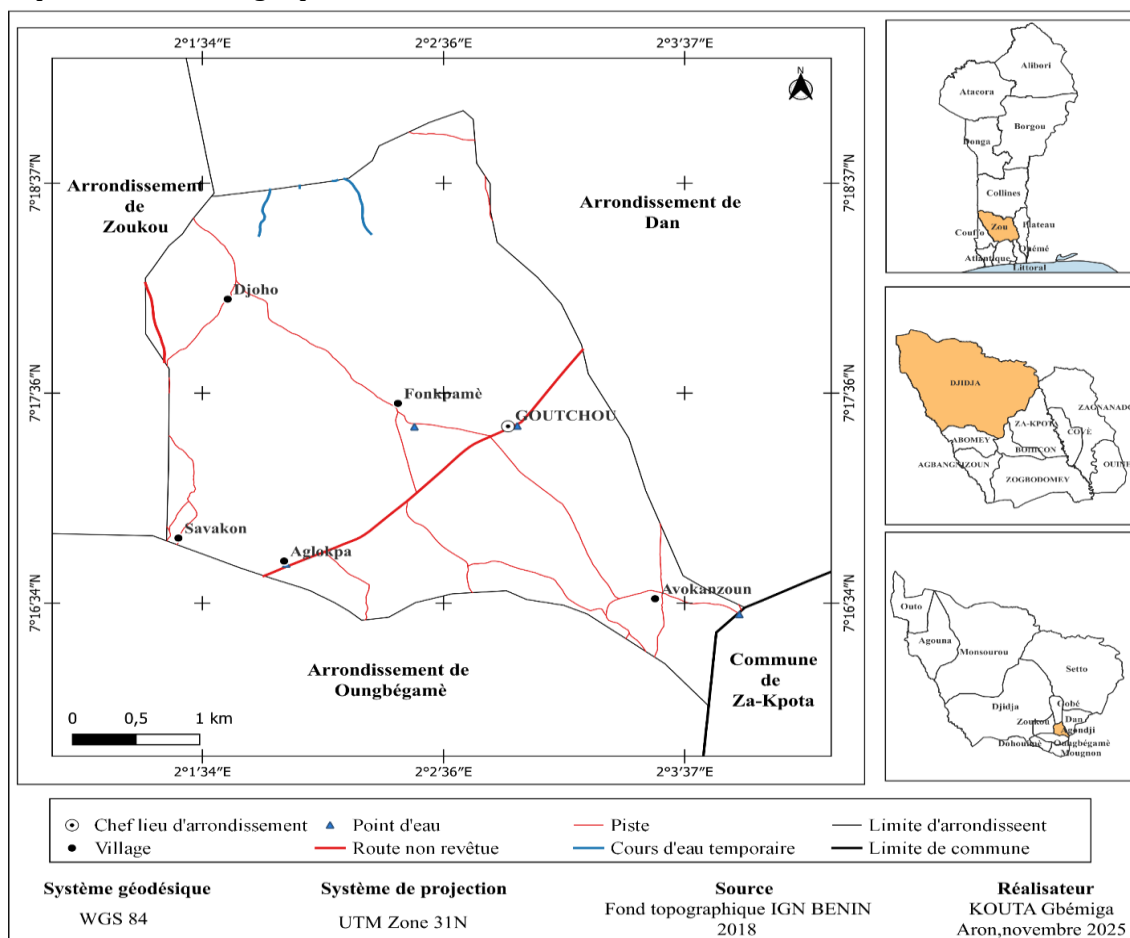 2°1′34″E 2°2′36″E 2°3′37″E
N
7°18′37″N 7°18′37″N
Arrondissement
de
Zoukou
Arrondissement de
Dan
Djoho
7°17′36″N 7°17′36″N
Fonkpamè
GOUTCHOU
Savakon
Aglokpa
Avokanzoun
7°16′34″N 7°16′34″N
Arrondissement de
Oungbégamè
Commune
de
Za-Kpota
0 0,5 1 km
2°1′34″E 2°2′36″E 2°3′37″E
Alibori
Atacora
Borgou
Donga
Collines
Zou
Plateau
Couffo
Ouémé
Atlantique
Littoral
DJIDJA
ZAGNANADO
ZA-KPOTA
COVÈ
ABOMEY
BOHICON
AGBANGNIZOUN
OUINHI
ZOGBODOMEY
Outo
Agouna
Monsourou
Setto
Djidja
Gobé
Zoukou
Dan
Agondji
Dohouimè
Oungbégamè
Mougnon
Chef lieu d'arrondissement Point d'eau Piste Limite d'arrondisseent
Village Route non revêtue Cours d'eau temporaire Limite de commune
Système géodésique Système de projection Source Réalisateur
WGS 84 UTM Zone 31N Fond topographique IGN BENIN KOUTA Gbémiga
2018 Aron,novembre 2025